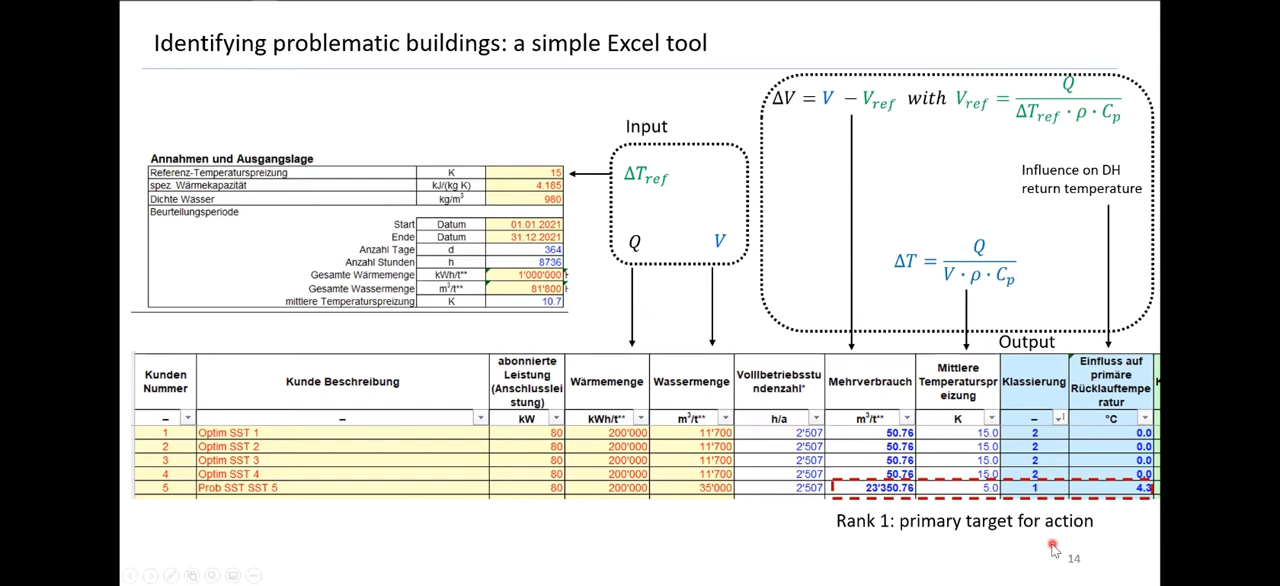 Identifying problematic buildings: a simple Excel tool
ΔV = V − V_ref with V_ref = Q / (ΔT_ref · ρ · C_p)
Input
Annahmen und Ausgangslage
Referenz-Temperaturspreizung K 15
spez. Wärmekapazität kJ/(kg K) 4.185
Dichte Wasser kg/m³ 980
Beurteilungsperiode
Start Datum 01.01.2021
Ende Datum 31.12.2021
Anzahl Tage d 364
Anzahl Stunden h 8736
Gesamte Wärmemenge kWh/t** 1'000'000
Gesamte Wassermenge m³/t** 81'800
mittlere Temperaturspreizung K 10.7
ΔT_ref
Q V
Influence on DH
return temperature
ΔT = Q / (V · ρ · C_p)
Output
Kunden
Nummer
Kunde Beschreibung
abonnierte
Leistung
(Anschlusslei
stung)
Wärmemenge
Wassermenge
Vollbetriebsstu
ndenzahl*
Mehrverbrauch
Mittlere
Temperaturspr
eizung
Klassierung
Einfluss auf
primäre
Rücklauftempe
ratur
– – kW kWh/t** m³/t** h/a m³/t** K – °C
1 Optim SST 1 80 200'000 11'700 2'507 50.76 15.0 2 0.0
2 Optim SST 2 80 200'000 11'700 2'507 50.76 15.0 2 0.0
3 Optim SST 3 80 200'000 11'700 2'507 50.76 15.0 2 0.0
4 Optim SST 4 80 200'000 11'700 2'507 50.76 15.0 2 0.0
5 Prob SST SST 5 80 200'000 35'000 2'507 23'350.76 5.0 1 4.3
Rank 1: primary target for action
14